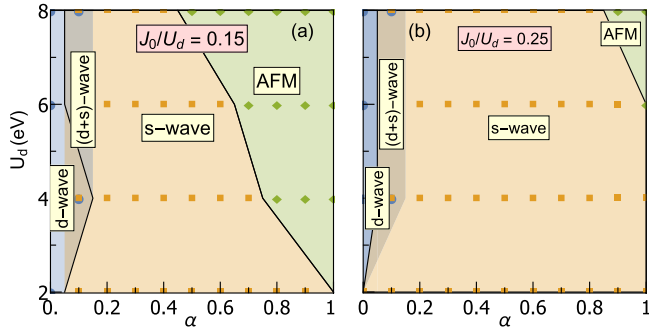 J₀/U_d = 0.15
(a)
AFM
(d+s)−wave
s−wave
d−wave
U_d (eV)
8
6
4
2
0
0.2
0.4
0.6
0.8
1
α
J₀/U_d = 0.25
(b)
AFM
(d+s)−wave
s−wave
d−wave
0
0.2
0.4
0.6
0.8
1
α